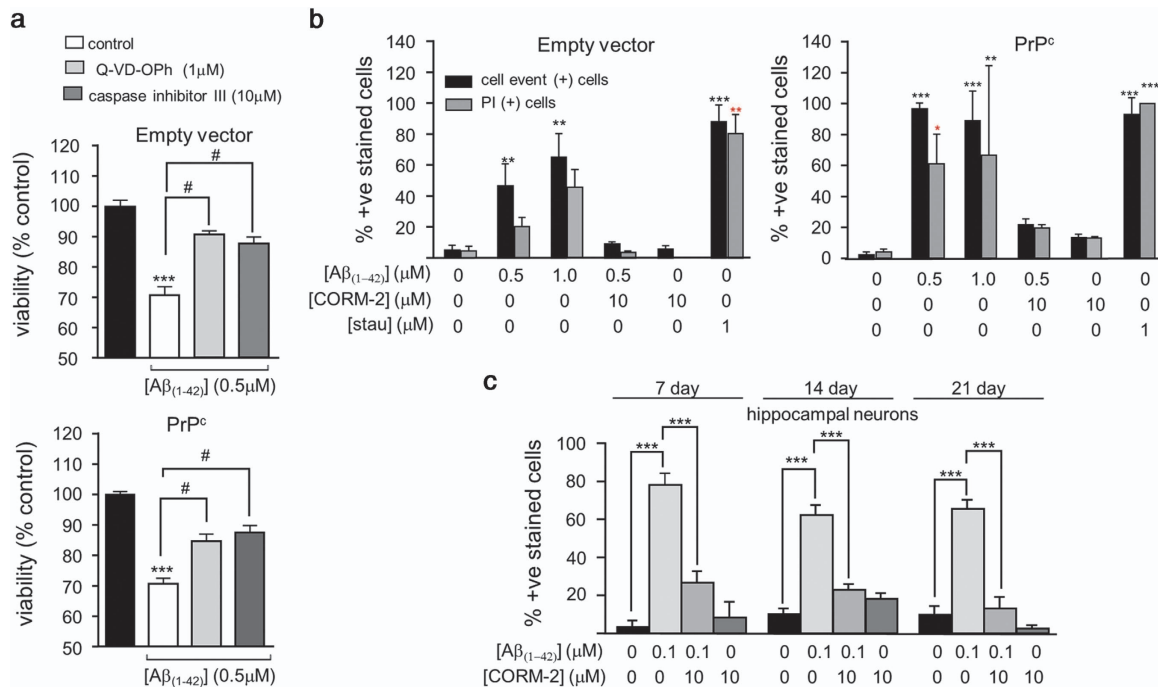 a
control
Q-VD-OPh (1μM)
caspase inhibitor III (10μM)
Empty vector
viability (% control)
120
110
100
90
80
70
60
50
***
#
#
[Aβ(1-42)] (0.5μM)
PrPᶜ
viability (% control)
120
110
100
90
80
70
60
50
***
#
#
[Aβ(1-42)] (0.5μM)
b
Empty vector
cell event (+) cells
PI (+) cells
% +ve stained cells
140
120
100
80
60
40
20
** ** *** **
[Aβ(1–42)] (μM) 0 0.5 1.0 0.5 0 0
[CORM-2] (μM) 0 0 0 10 10 0
[stau] (μM) 0 0 0 0 0 1
PrPᶜ
% +ve stained cells
140
120
100
80
60
40
20
0
*** * *** ** *** ***
0 0.5 1.0 0.5 0 0
0 0 0 10 10 0
0 0 0 0 0 1
c
7 day 14 day 21 day
hippocampal neurons
% +ve stained cells
100
80
60
40
20
*** *** *** *** *** ***
[Aβ(1–42)] (μM) 0 0.1 0.1 0 0 0.1 0.1 0 0 0.1 0.1 0
[CORM-2] (μM) 0 0 10 10 0 0 10 10 0 0 10 10